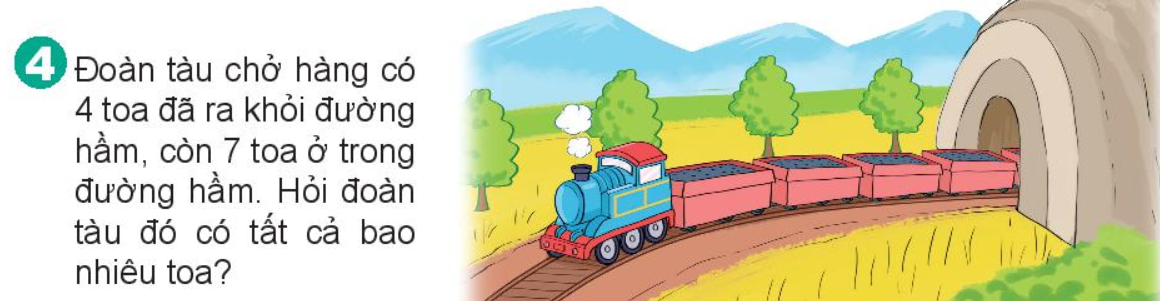 4 Đoàn tàu chở hàng có
4 toa đã ra khỏi đường
hầm, còn 7 toa ở trong
đường hầm. Hỏi đoàn
tàu đó có tất cả bao
nhiêu toa?